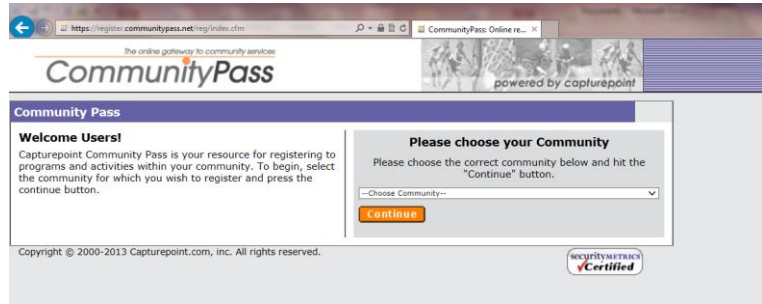 https://register.communitypass.net/reg/index.cfm
CommunityPass: Online re...
The online gateway to community services
CommunityPass
powered by capturepoint
Community Pass
Welcome Users!
Capturepoint Community Pass is your resource for registering to
programs and activities within your community. To begin, select
the community for which you wish to register and press the
continue button.
Please choose your Community
Please choose the correct community below and hit the
"Continue" button.
--Choose Community--
Continue
Copyright © 2000-2013 Capturepoint.com, inc. All rights reserved.
securityMETRICS
Certified